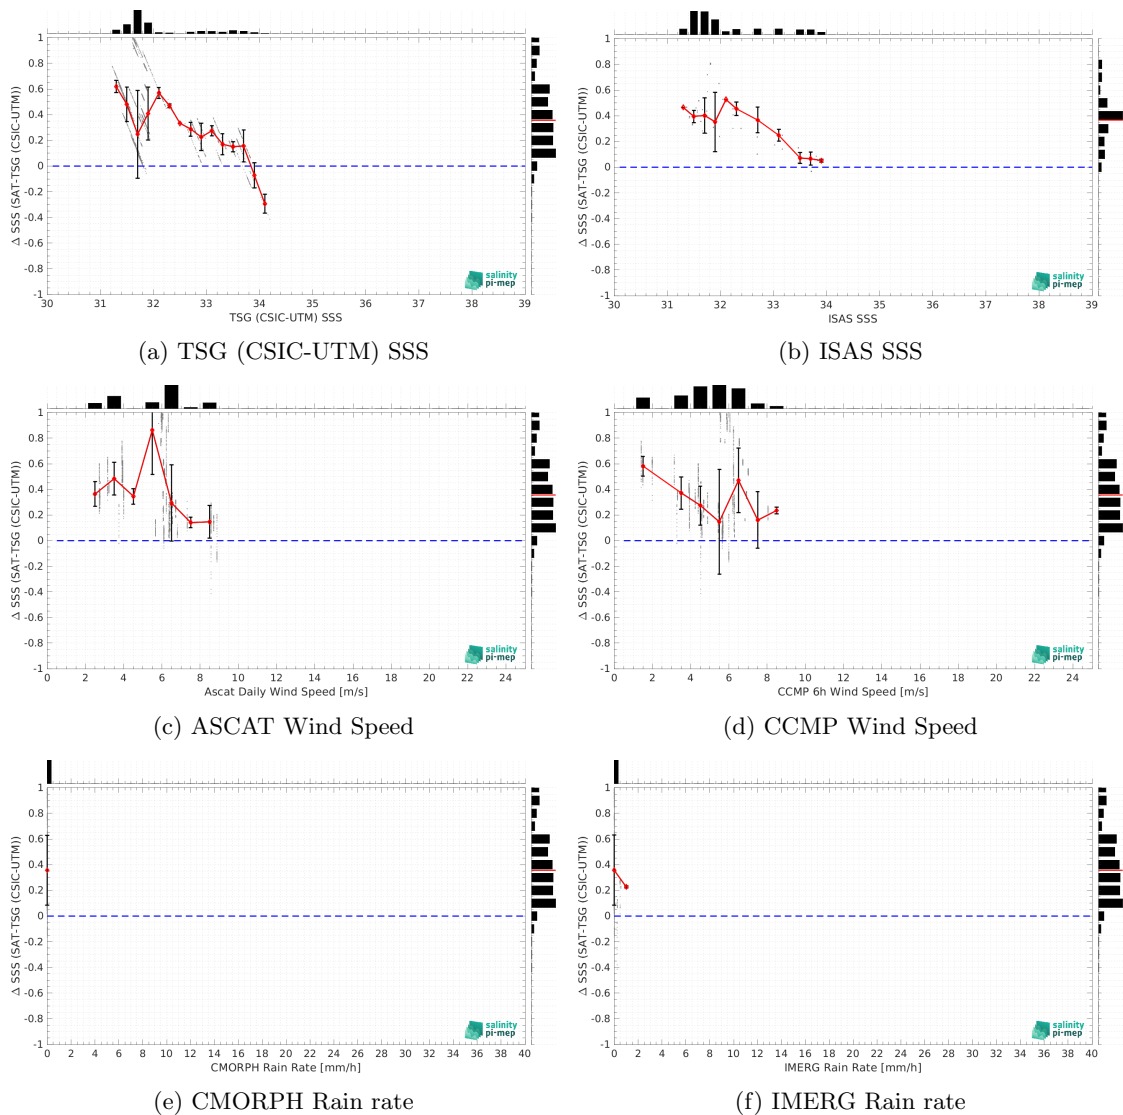 1
0.8
0.6
0.4
0.2
0
-0.2
-0.4
-0.6
-0.8
-1
Δ SSS (SAT-TSG (CSIC-UTM))
30 31 32 33 34 35 36 37 38 39
TSG (CSIC-UTM) SSS
salinity
pi-mep
(a) TSG (CSIC-UTM) SSS
1
0.8
0.6
0.4
0.2
0
-0.2
-0.4
-0.6
-0.8
-1
Δ SSS (SAT-TSG (CSIC-UTM))
30 31 32 33 34 35 36 37 38 39
ISAS SSS
salinity
pi-mep
(b) ISAS SSS
1
0.8
0.6
0.4
0.2
0
-0.2
-0.4
-0.6
-0.8
-1
Δ SSS (SAT-TSG (CSIC-UTM))
0 2 4 6 8 10 12 14 16 18 20 22 24
Ascat Daily Wind Speed [m/s]
salinity
pi-mep
(c) ASCAT Wind Speed
1
0.8
0.6
0.4
0.2
0
-0.2
-0.4
-0.6
-0.8
-1
Δ SSS (SAT-TSG (CSIC-UTM))
0 2 4 6 8 10 12 14 16 18 20 22 24
CCMP 6h Wind Speed [m/s]
salinity
pi-mep
(d) CCMP Wind Speed
1
0.8
0.6
0.4
0.2
0
-0.2
-0.4
-0.6
-0.8
-1
Δ SSS (SAT-TSG (CSIC-UTM))
0 2 4 6 8 10 12 14 16 18 20 22 24 26 28 30 32 34 36 38 40
CMORPH Rain Rate [mm/h]
salinity
pi-mep
(e) CMORPH Rain rate
1
0.8
0.6
0.4
0.2
0
-0.2
-0.4
-0.6
-0.8
-1
Δ SSS (SAT-TSG (CSIC-UTM))
0 2 4 6 8 10 12 14 16 18 20 22 24 26 28 30 32 34 36 38 40
IMERG Rain Rate [mm/h]
salinity
pi-mep
(f) IMERG Rain rate